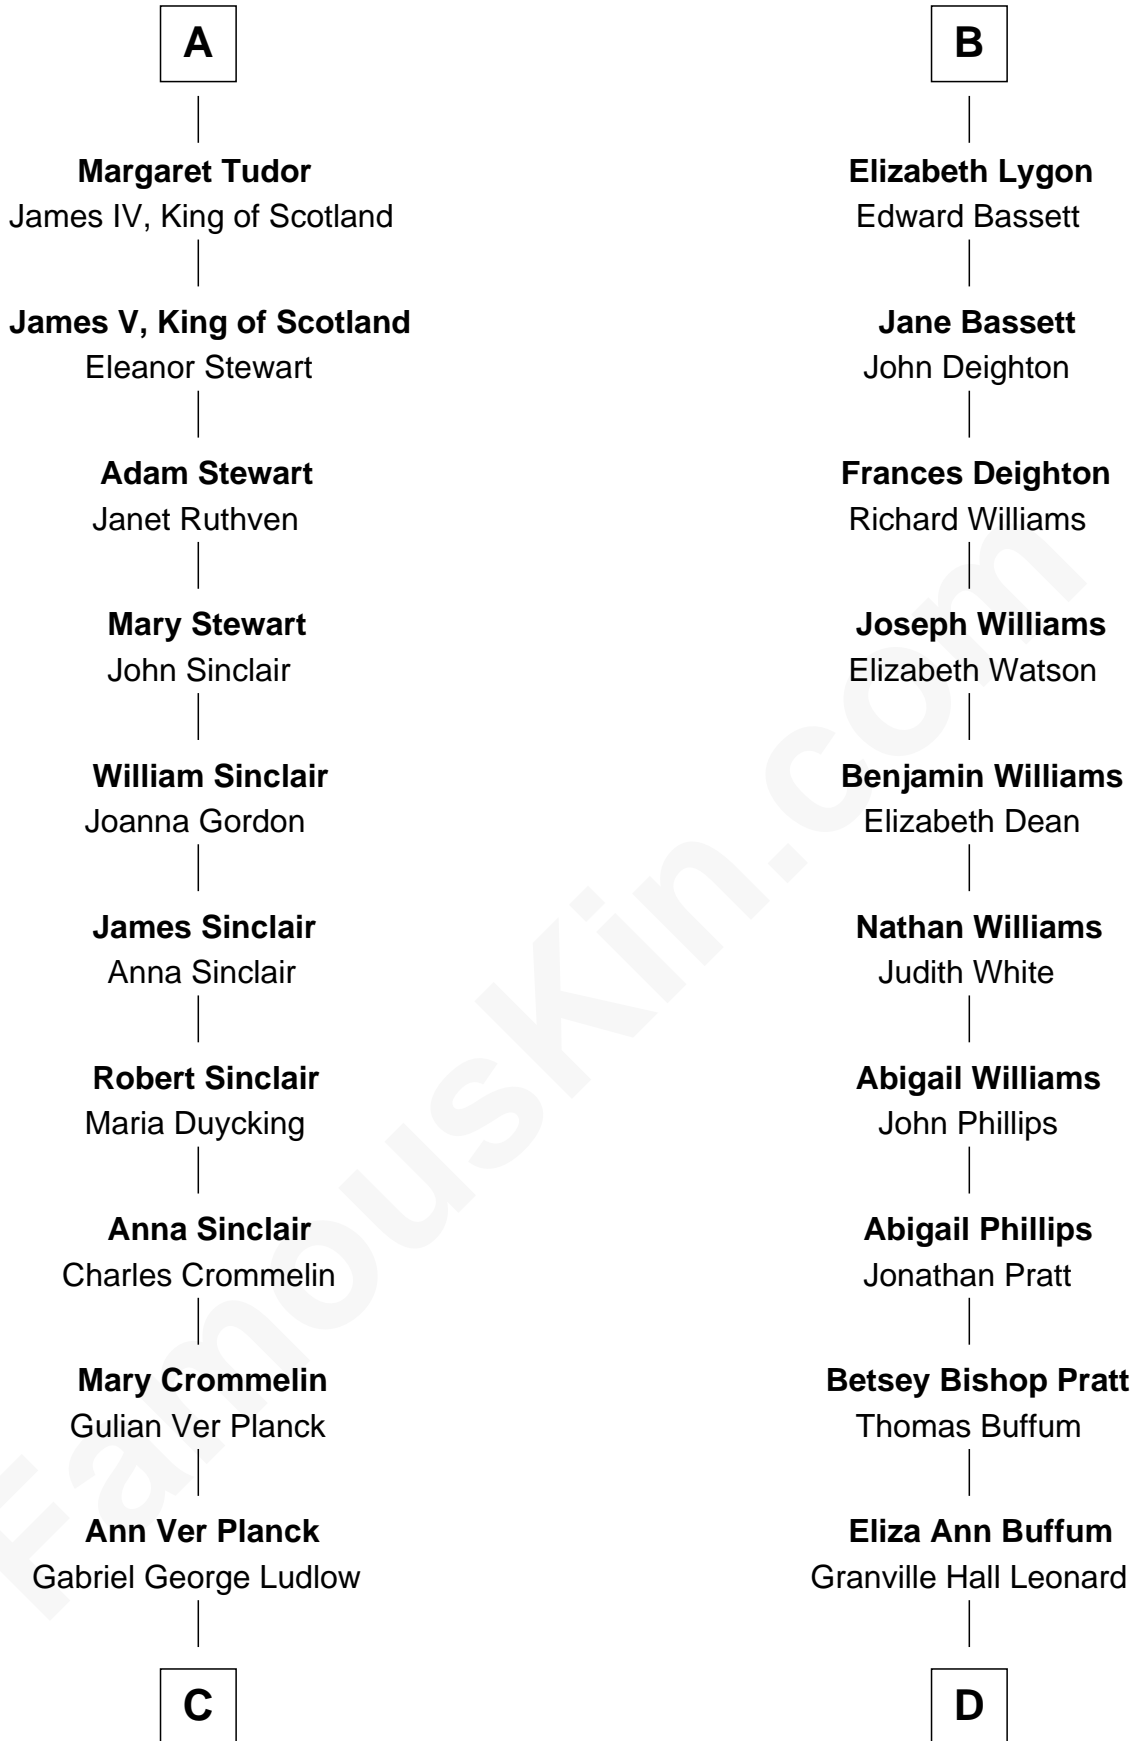 A
Margaret Tudor
James IV, King of Scotland
James V, King of Scotland
Eleanor Stewart
Adam Stewart
Janet Ruthven
Mary Stewart
John Sinclair
William Sinclair
Joanna Gordon
James Sinclair
Anna Sinclair
Robert Sinclair
Maria Duycking
Anna Sinclair
Charles Crommelin
Mary Crommelin
Gulian Ver Planck
Ann Ver Planck
Gabriel George Ludlow
C
B
Elizabeth Lygon
Edward Bassett
Jane Bassett
John Deighton
Frances Deighton
Richard Williams
Joseph Williams
Elizabeth Watson
Benjamin Williams
Elizabeth Dean
Nathan Williams
Judith White
Abigail Williams
John Phillips
Abigail Phillips
Jonathan Pratt
Betsey Bishop Pratt
Thomas Buffum
Eliza Ann Buffum
Granville Hall Leonard
D
FamousKin.com